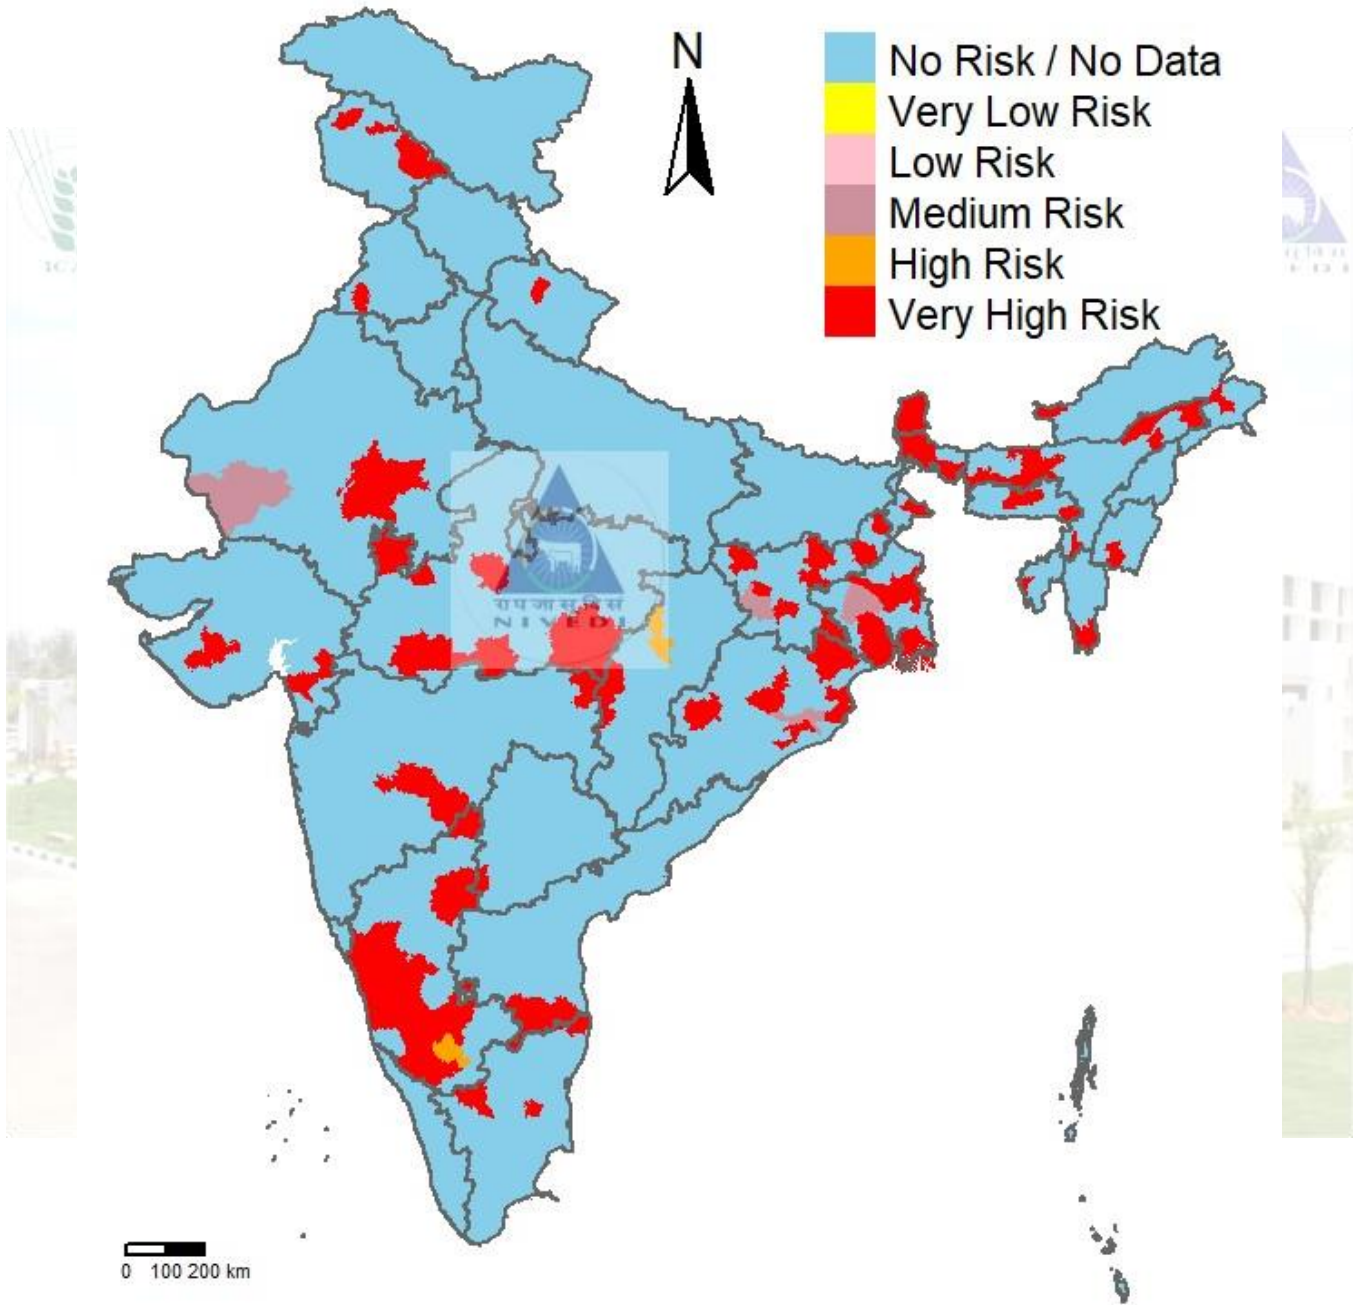 N
No Risk / No Data
Very Low Risk
Low Risk
Medium Risk
High Risk
Very High Risk
NIVEDI
0 100 200 km